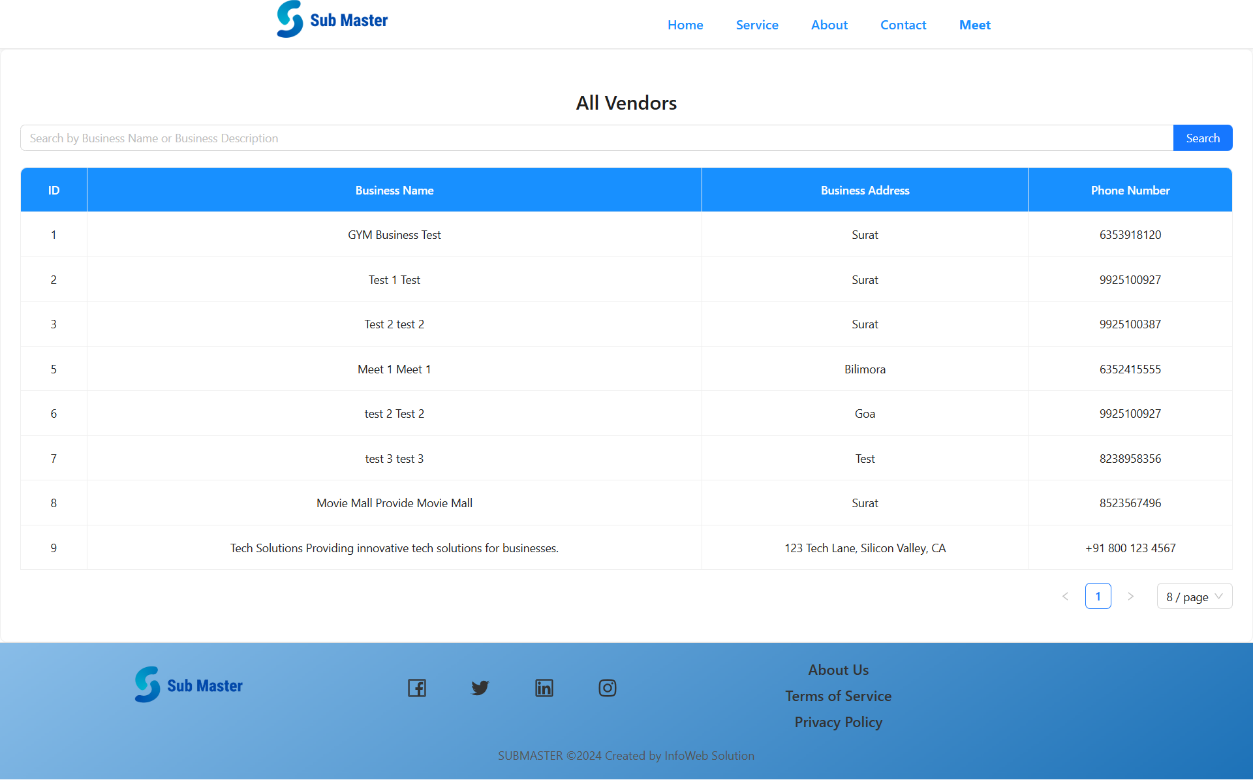 Sub Master
Home Service About Contact Meet
All Vendors
Search by Business Name or Business Description Search
ID Business Name Business Address Phone Number
1 GYM Business Test Surat 6353918120
2 Test 1 Test Surat 9925100927
3 Test 2 test 2 Surat 9925100387
5 Meet 1 Meet 1 Bilimora 6352415555
6 test 2 Test 2 Goa 9925100927
7 test 3 test 3 Test 8238958356
8 Movie Mall Provide Movie Mall Surat 8523567496
9 Tech Solutions Providing innovative tech solutions for businesses. 123 Tech Lane, Silicon Valley, CA +91 800 123 4567
< 1 > 8 / page
Sub Master
About Us
Terms of Service
Privacy Policy
SUBMASTER ©2024 Created by InfoWeb Solution